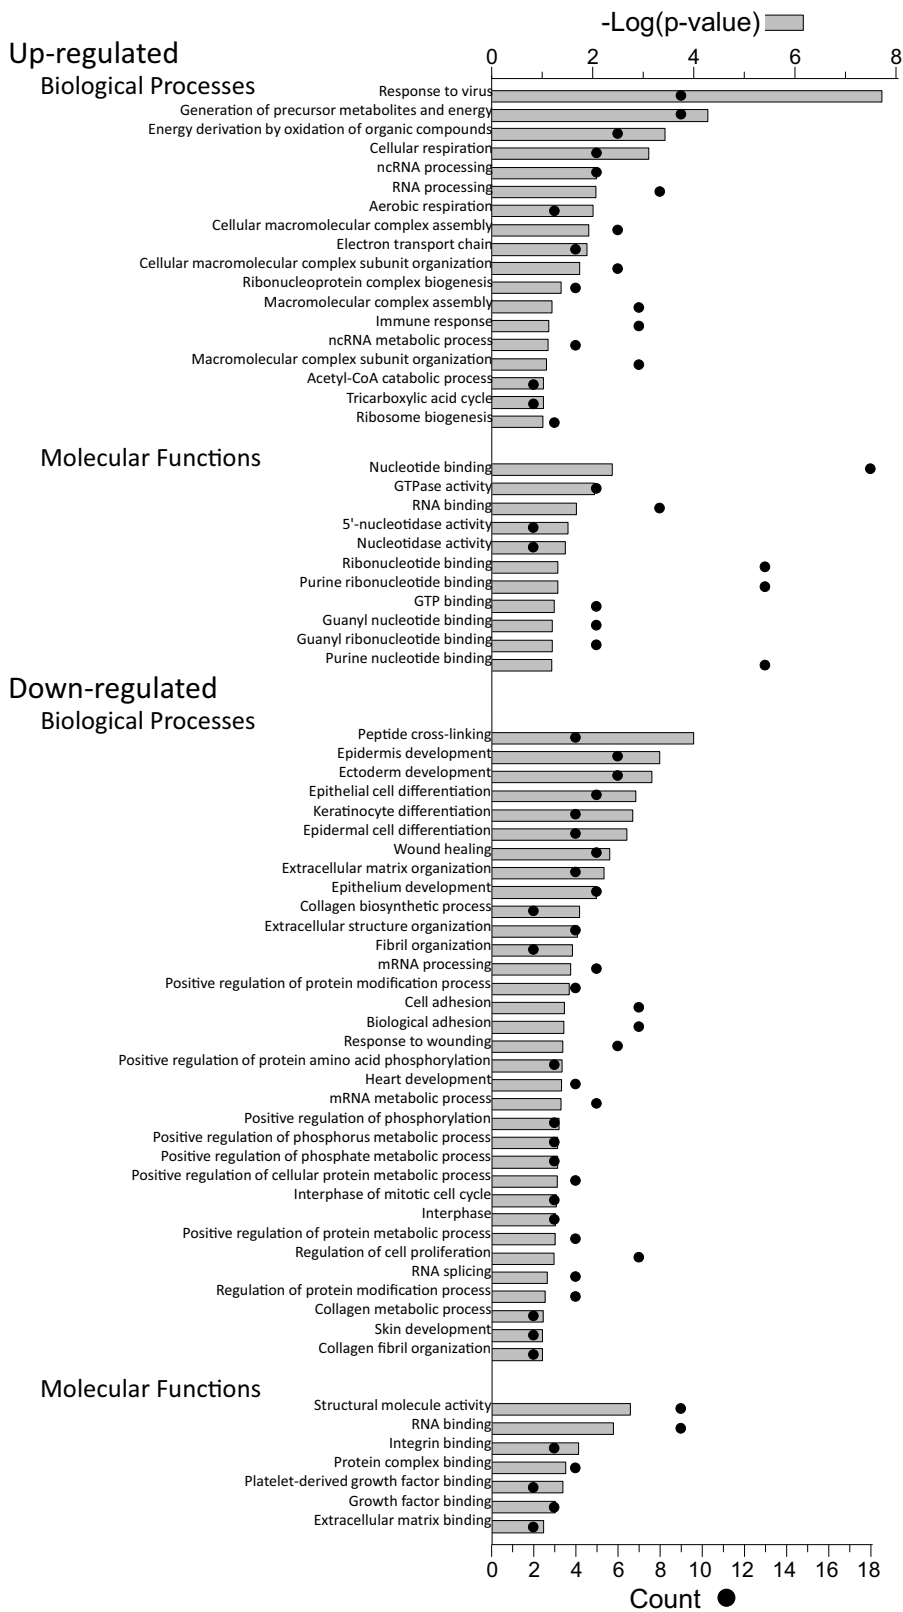 -Log(p-value)
Up-regulated
0 2 4 6 8
Biological Processes
Response to virus
Generation of precursor metabolites and energy
Energy derivation by oxidation of organic compounds
Cellular respiration
ncRNA processing
RNA processing
Aerobic respiration
Cellular macromolecular complex assembly
Electron transport chain
Cellular macromolecular complex subunit organization
Ribonucleoprotein complex biogenesis
Macromolecular complex assembly
Immune response
ncRNA metabolic process
Macromolecular complex subunit organization
Acetyl-CoA catabolic process
Tricarboxylic acid cycle
Ribosome biogenesis
Molecular Functions
Nucleotide binding
GTPase activity
RNA binding
5'-nucleotidase activity
Nucleotidase activity
Ribonucleotide binding
Purine ribonucleotide binding
GTP binding
Guanyl nucleotide binding
Guanyl ribonucleotide binding
Purine nucleotide binding
Down-regulated
Biological Processes
Peptide cross-linking
Epidermis development
Ectoderm development
Epithelial cell differentiation
Keratinocyte differentiation
Epidermal cell differentiation
Wound healing
Extracellular matrix organization
Epithelium development
Collagen biosynthetic process
Extracellular structure organization
Fibril organization
mRNA processing
Positive regulation of protein modification process
Cell adhesion
Biological adhesion
Response to wounding
Positive regulation of protein amino acid phosphorylation
Heart development
mRNA metabolic process
Positive regulation of phosphorylation
Positive regulation of phosphorus metabolic process
Positive regulation of phosphate metabolic process
Positive regulation of cellular protein metabolic process
Interphase of mitotic cell cycle
Interphase
Positive regulation of protein metabolic process
Regulation of cell proliferation
RNA splicing
Regulation of protein modification process
Collagen metabolic process
Skin development
Collagen fibril organization
Molecular Functions
Structural molecule activity
RNA binding
Integrin binding
Protein complex binding
Platelet-derived growth factor binding
Growth factor binding
Extracellular matrix binding
0 2 4 6 8 10 12 14 16 18
Count